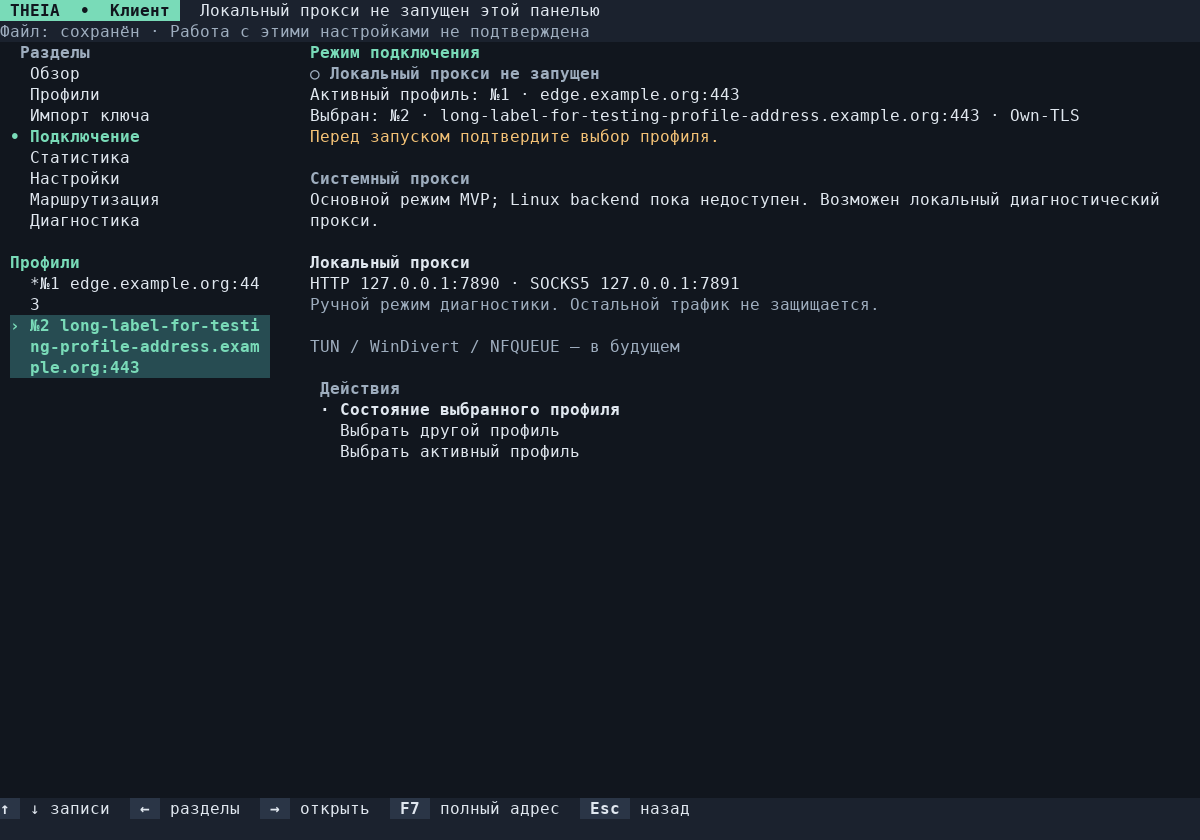 THEIA • Клиент Локальный прокси не запущен этой панелью
Файл: сохранён · Работа с этими настройками не подтверждена
Разделы
Обзор
Профили
Импорт ключа
• Подключение
Статистика
Настройки
Маршрутизация
Диагностика
Профили
*№1 edge.example.org:44
3
› №2 long-label-for-testi
ng-profile-address.exam
ple.org:443
Режим подключения
○ Локальный прокси не запущен
Активный профиль: №1 · edge.example.org:443
Выбран: №2 · long-label-for-testing-profile-address.example.org:443 · Own-TLS
Перед запуском подтвердите выбор профиля.
Системный прокси
Основной режим MVP; Linux backend пока недоступен. Возможен локальный диагностический
прокси.
Локальный прокси
HTTP 127.0.0.1:7890 · SOCKS5 127.0.0.1:7891
Ручной режим диагностики. Остальной трафик не защищается.
TUN / WinDivert / NFQUEUE — в будущем
Действия
· Состояние выбранного профиля
Выбрать другой профиль
Выбрать активный профиль
↑ ↓ записи ← разделы → открыть F7 полный адрес Esc назад